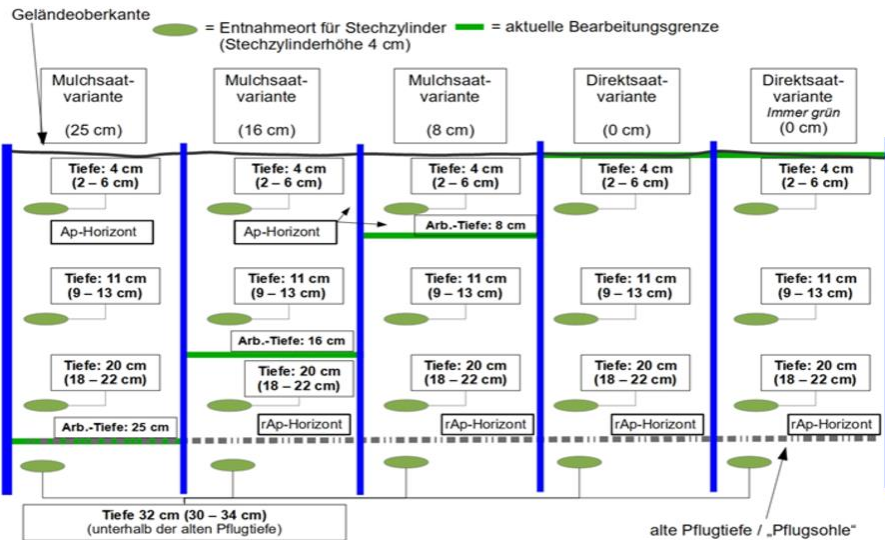 Geländeoberkante
= Entnahmeort für Stechzylinder
(Stechzylinderhöhe 4 cm)
= aktuelle Bearbeitungsgrenze
Mulchsaat-
variante
(25 cm)
Mulchsaat-
variante
(16 cm)
Mulchsaat-
variante
(8 cm)
Direktsaat-
variante
(0 cm)
Direktsaat-
variante
Immer grün
(0 cm)
Tiefe: 4 cm
(2 – 6 cm)
Tiefe: 4 cm
(2 – 6 cm)
Tiefe: 4 cm
(2 – 6 cm)
Tiefe: 4 cm
(2 – 6 cm)
Tiefe: 4 cm
(2 – 6 cm)
Ap-Horizont
Ap-Horizont
Arb.-Tiefe: 8 cm
Tiefe: 11 cm
(9 – 13 cm)
Tiefe: 11 cm
(9 – 13 cm)
Tiefe: 11 cm
(9 – 13 cm)
Tiefe: 11 cm
(9 – 13 cm)
Tiefe: 11 cm
(9 – 13 cm)
Arb.-Tiefe: 16 cm
Tiefe: 20 cm
(18 – 22 cm)
Tiefe: 20 cm
(18 – 22 cm)
Tiefe: 20 cm
(18 – 22 cm)
Tiefe: 20 cm
(18 – 22 cm)
Tiefe: 20 cm
(18 – 22 cm)
Arb.-Tiefe: 25 cm
rAp-Horizont
rAp-Horizont
rAp-Horizont
rAp-Horizont
Tiefe 32 cm (30 – 34 cm)
(unterhalb der alten Pflugtiefe)
alte Pflugtiefe / „Pflugsohle“